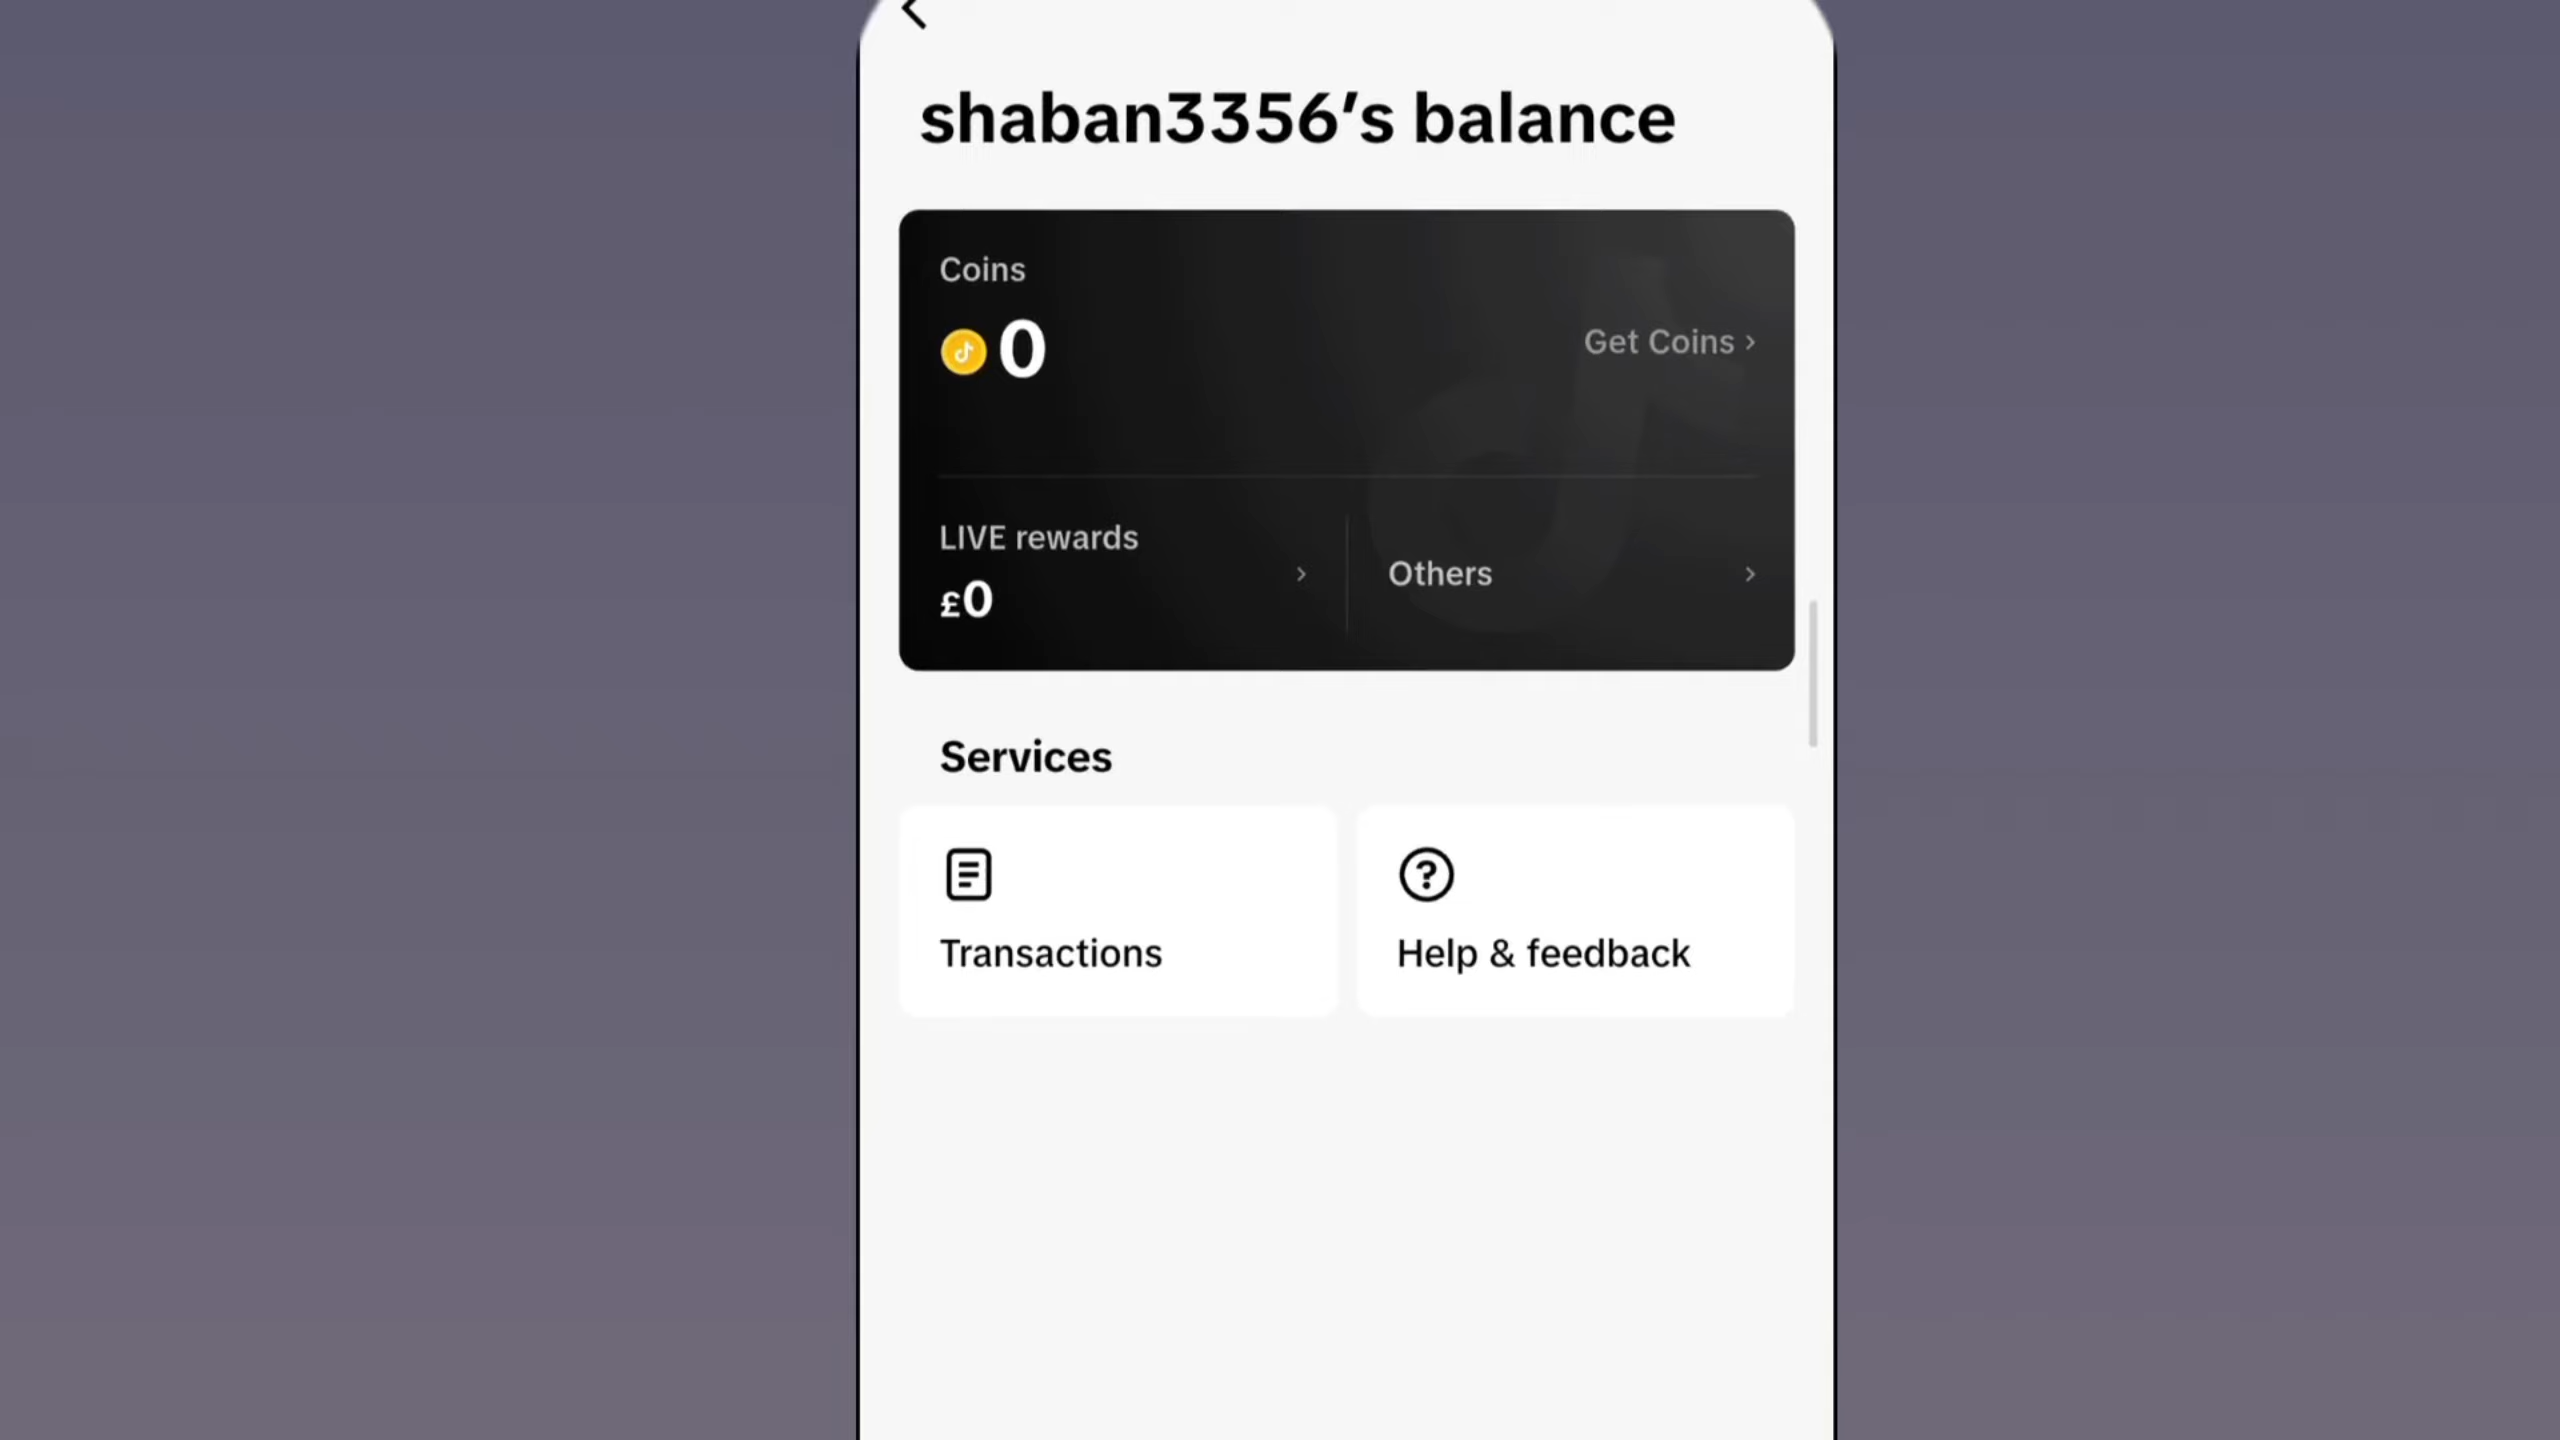 shaban3356’s balance
Coins
0
Get Coins
LIVE rewards
£0
Others
Services
Transactions
Help & feedback